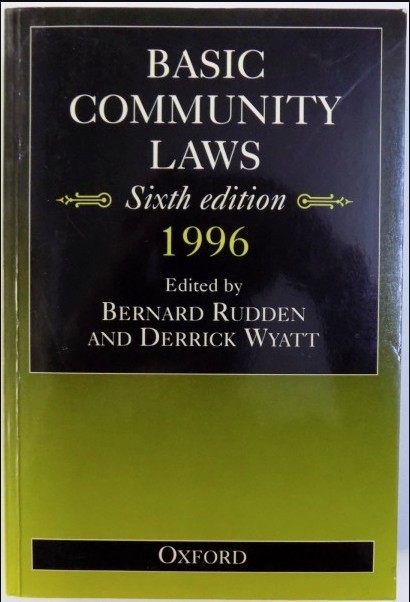 BASIC
COMMUNITY
LAWS
Sixth edition
1996
Edited by
BERNARD RUDDEN
AND DERRICK WYATT
OXFORD